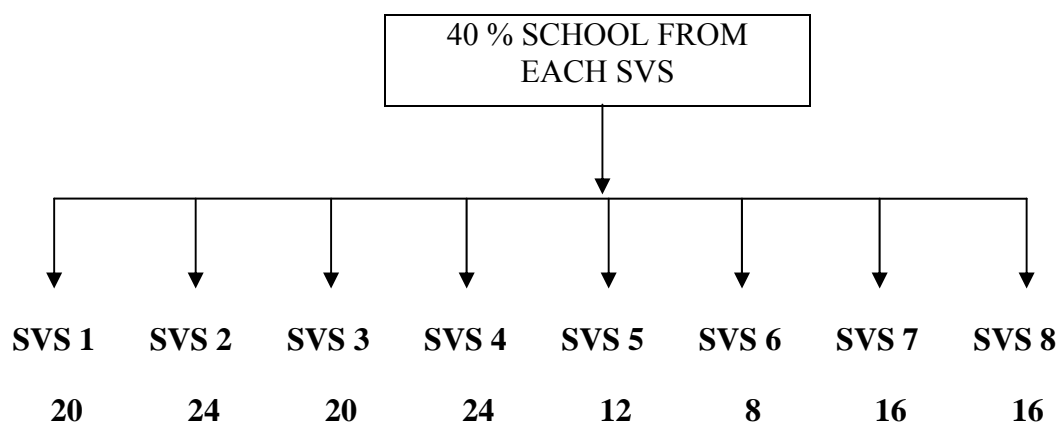 40 % SCHOOL FROM
EACH SVS
SVS 1 SVS 2 SVS 3 SVS 4 SVS 5 SVS 6 SVS 7 SVS 8
20 24 20 24 12 8 16 16